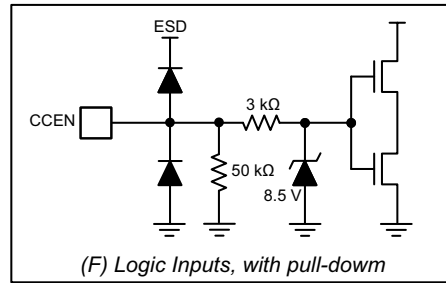 ESD
CCEN
3 kΩ
50 kΩ
8.5 V
(F) Logic Inputs, with pull-dowm